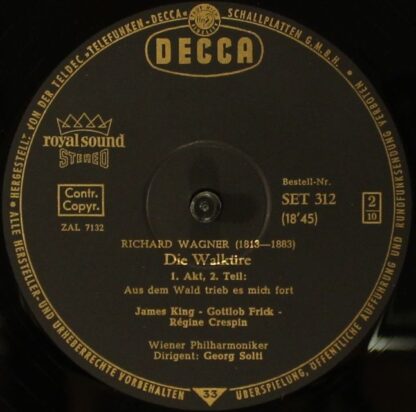 HERGESTELLT VON DER TELDEC »TELEFUNKEN-DECCA« SCHALLPLATTEN G.M.B.H.
DECCA
royal sound
STEREO
Contr.
Copyr.
ZAL 7132
Bestell-Nr.
SET 312
(18'45)
2
10
RICHARD WAGNER (1813—1883)
Die Walküre
1. Akt, 2. Teil:
Aus dem Wald trieb es mich fort
James King - Gottlob Frick -
Régine Crespin
Wiener Philharmoniker
Dirigent: Georg Solti
ALLE HERSTELLER- UND URHEBERRECHTE VORBEHALTEN
33
ÜBERSPIELUNG, ÖFFENTLICHE AUFFÜHRUNG UND RUNDFUNKSENDUNG VERBOTEN